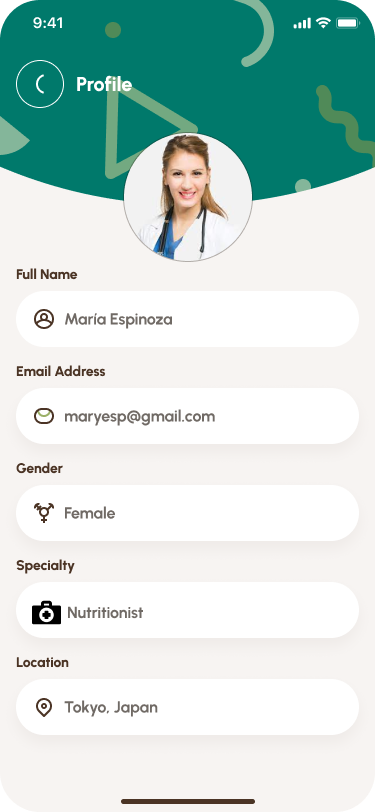 9:41
Profile
Full Name
María Espinoza
Email Address
maryesp@gmail.com
Gender
Female
Specialty
Nutritionist
Location
Tokyo, Japan